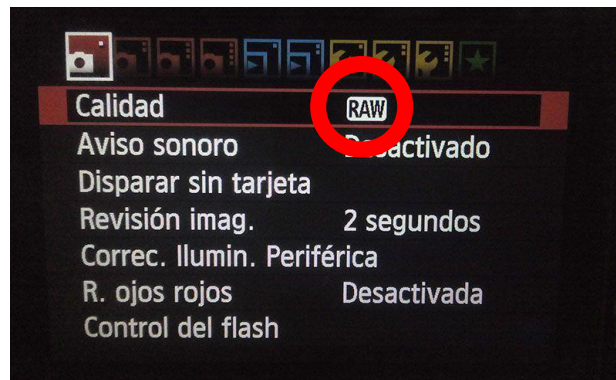 Calidad RAW
Aviso sonoro Desactivado
Disparar sin tarjeta
Revisión imag. 2 segundos
Correc. Ilumin. Periférica
R. ojos rojos Desactivada
Control del flash